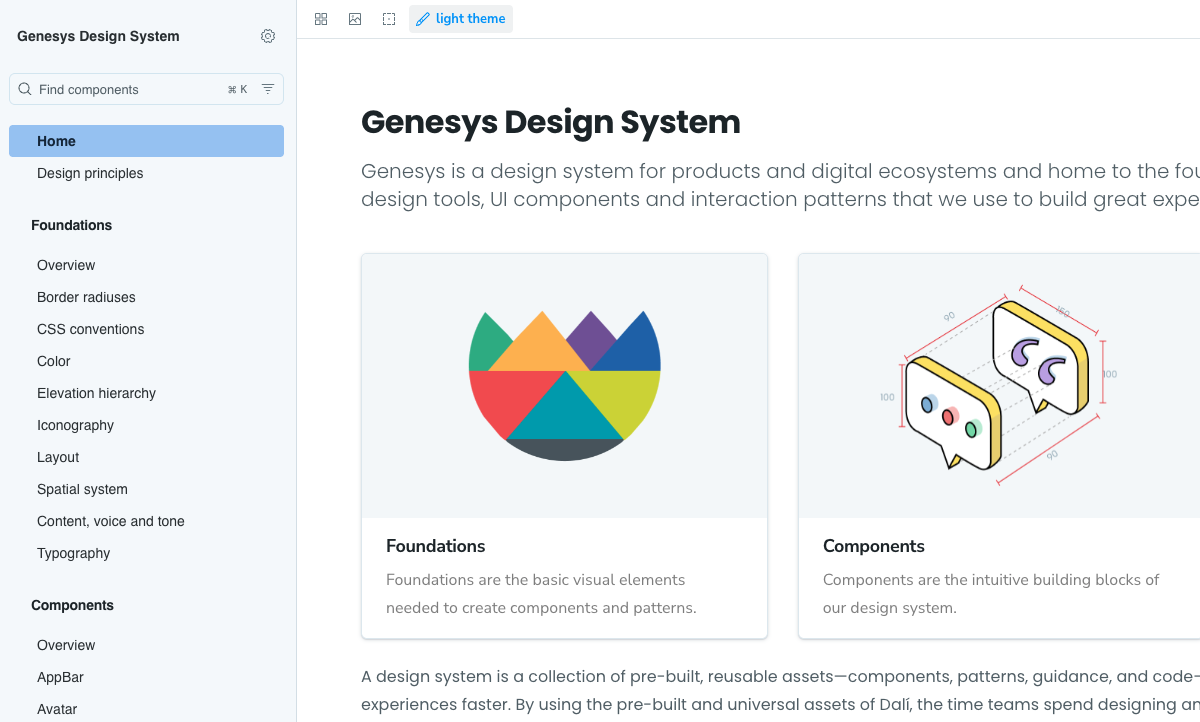 Genesys Design System
Find components
⌘ K
Home
Design principles
Foundations
Overview
Border radiuses
CSS conventions
Color
Elevation hierarchy
Iconography
Layout
Spatial system
Content, voice and tone
Typography
Components
Overview
AppBar
Avatar
light theme
Genesys Design System
Genesys is a design system for products and digital ecosystems and home to the fou
design tools, UI components and interaction patterns that we use to build great expe
90
150
100
100
90
Foundations
Foundations are the basic visual elements
needed to create components and patterns.
Components
Components are the intuitive building blocks of
our design system.
A design system is a collection of pre-built, reusable assets—components, patterns, guidance, and code-
experiences faster. By using the pre-built and universal assets of Dalí, the time teams spend designing an